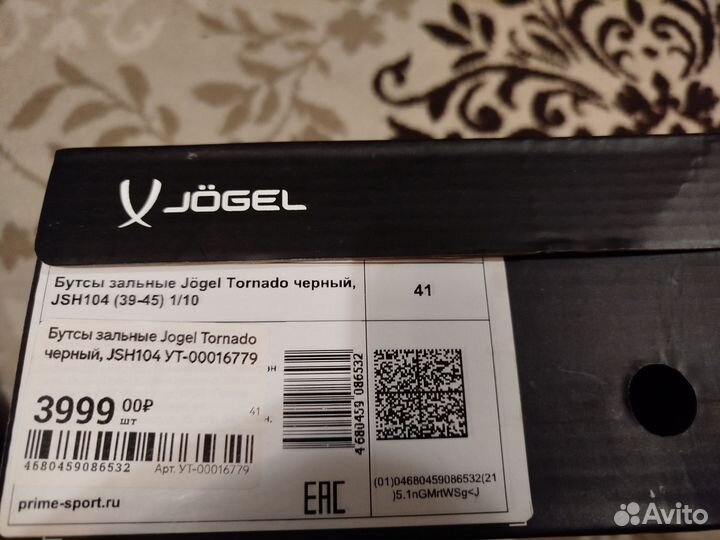 JÖGEL
Бутсы зальные Jögel Tornado черный,
JSH104 (39-45) 1/10
41
Бутсы зальные Jogel Tornado
черный, JSH104 УТ-00016779
3999 00₽
шт
41
4680459086532
Арт. УТ-00016779
4680459 086532
(01)04680459086532(21
)5.1nGMrtWSg<J
prime-sport.ru
EAC
Avito